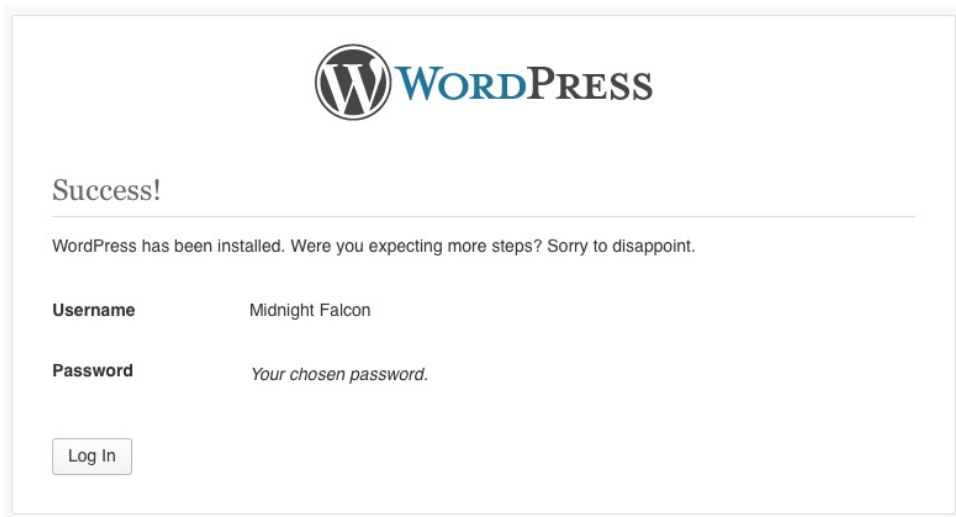 WORDPRESS
Success!
WordPress has been installed. Were you expecting more steps? Sorry to disappoint.
Username Midnight Falcon
Password Your chosen password.
Log In